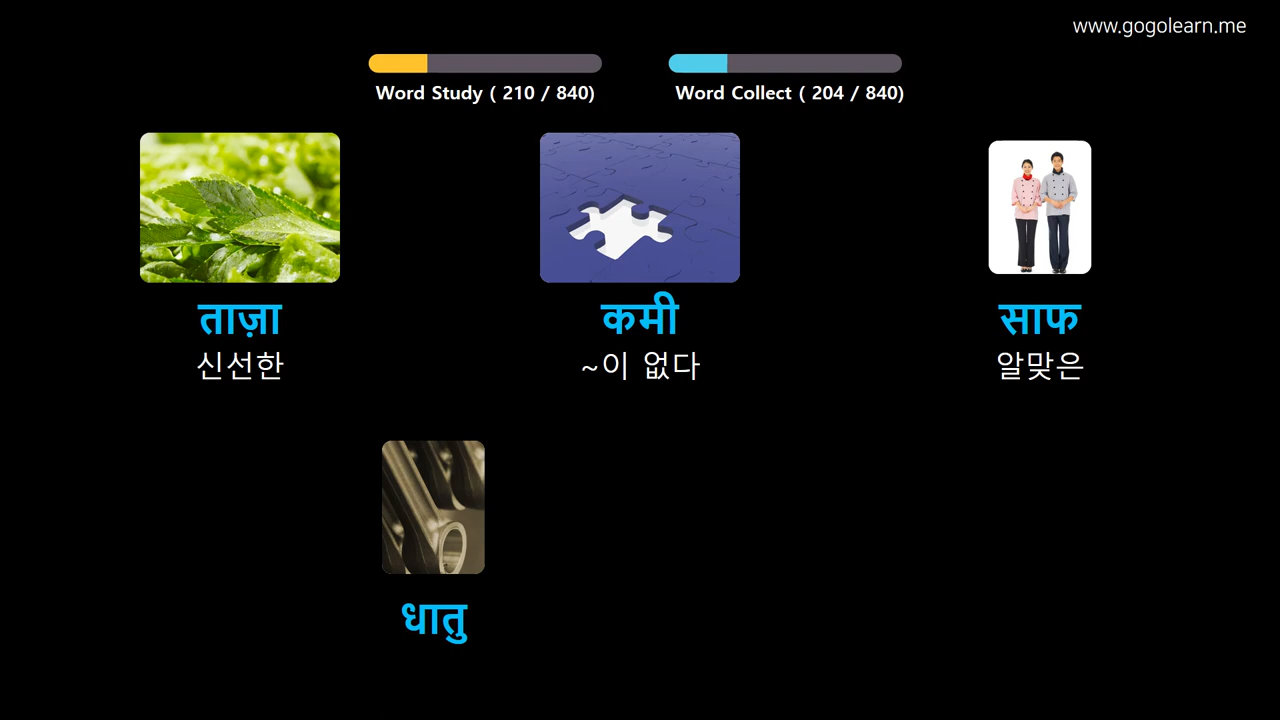 www.gogolearn.me
Word Study ( 210 / 840)
Word Collect ( 204 / 840)
ताज़ा
कमी
साफ
신선한
~이 없다
알맞은
धातु